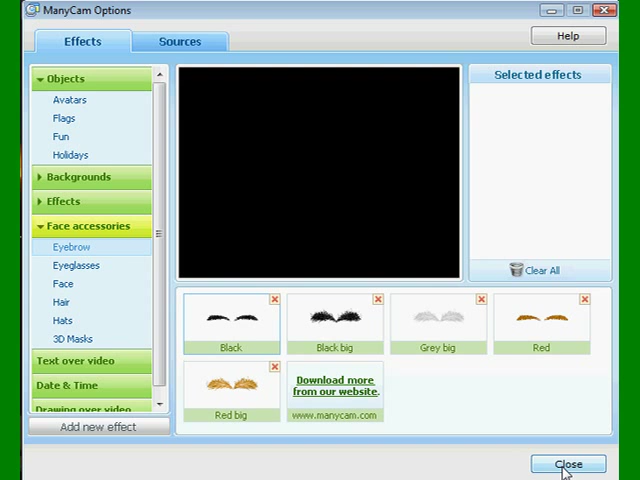 ManyCam Options
Effects
Sources
Help
Objects
Avatars
Flags
Fun
Holidays
Backgrounds
Effects
Face accessories
Eyebrow
Eyeglasses
Face
Hair
Hats
3D Masks
Text over video
Date & Time
Drawing over video
Add new effect
Selected effects
Clear All
Black
Black big
Grey big
Red
Red big
Download more
from our website.
www.manycam.com
Close